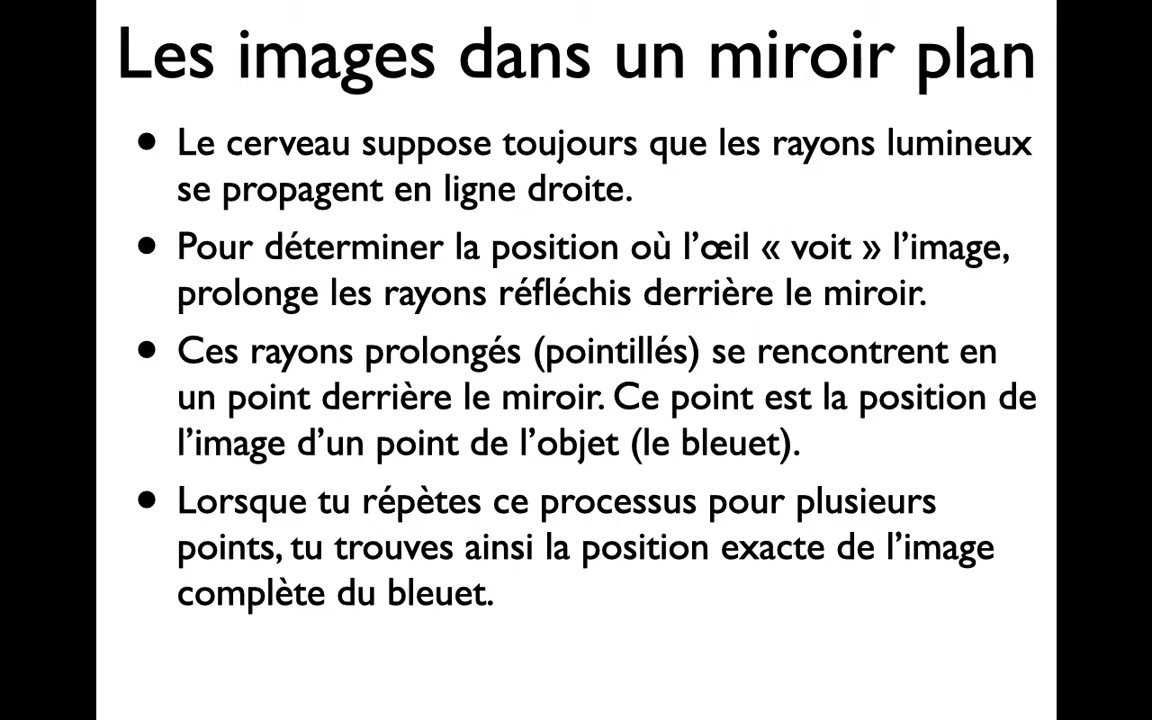 Les images dans un miroir plan
• Le cerveau suppose toujours que les rayons lumineux
se propagent en ligne droite.
• Pour déterminer la position où l’œil « voit » l’image,
prolonge les rayons réfléchis derrière le miroir.
• Ces rayons prolongés (pointillés) se rencontrent en
un point derrière le miroir. Ce point est la position de
l’image d’un point de l’objet (le bleuet).
• Lorsque tu répètes ce processus pour plusieurs
points, tu trouves ainsi la position exacte de l’image
complète du bleuet.